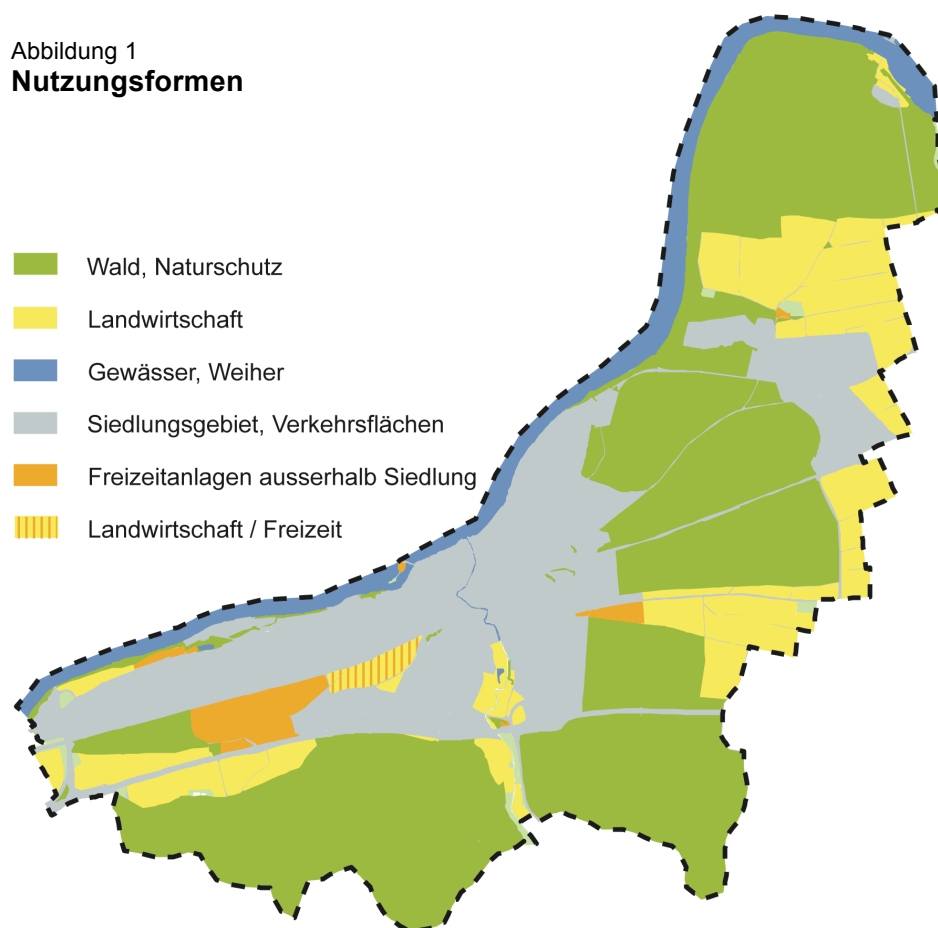 Abbildung 1
Nutzungsformen
Wald, Naturschutz
Landwirtschaft
Gewässer, Weiher
Siedlungsgebiet, Verkehrsflächen
Freizeitanlagen ausserhalb Siedlung
Landwirtschaft / Freizeit